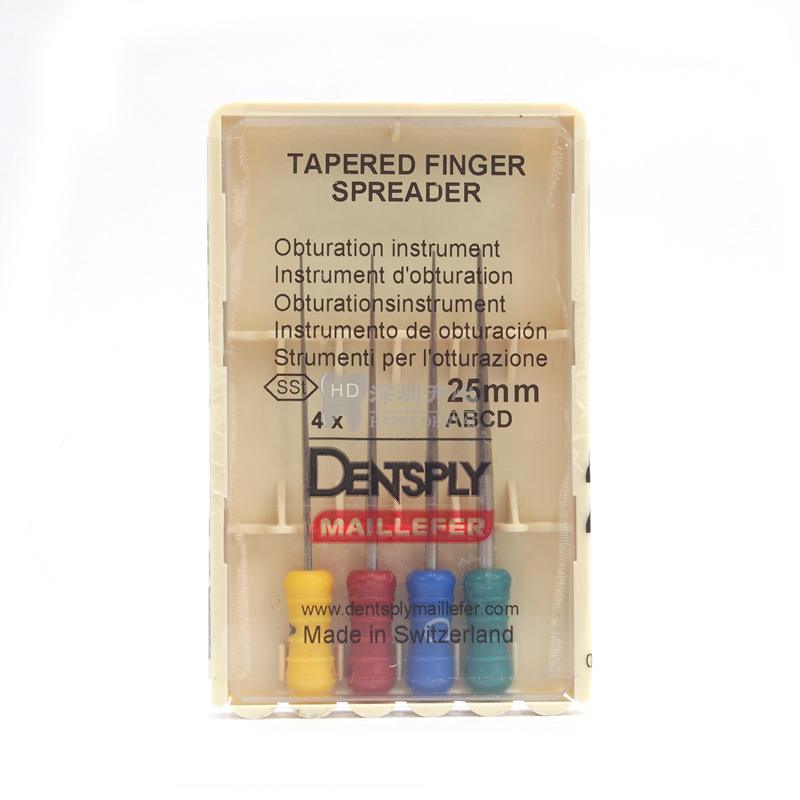 TAPERED FINGER
SPREADER
Obturation instrument
Instrument d'obturation
Obturationsinstrument
Instrumento de obturación
Strumenti per l'otturazione
SSt
HD
25mm
4 x
ABCD
DENTSPLY
MAILLEFER
www.dentsplymaillefer.com
Made in Switzerland